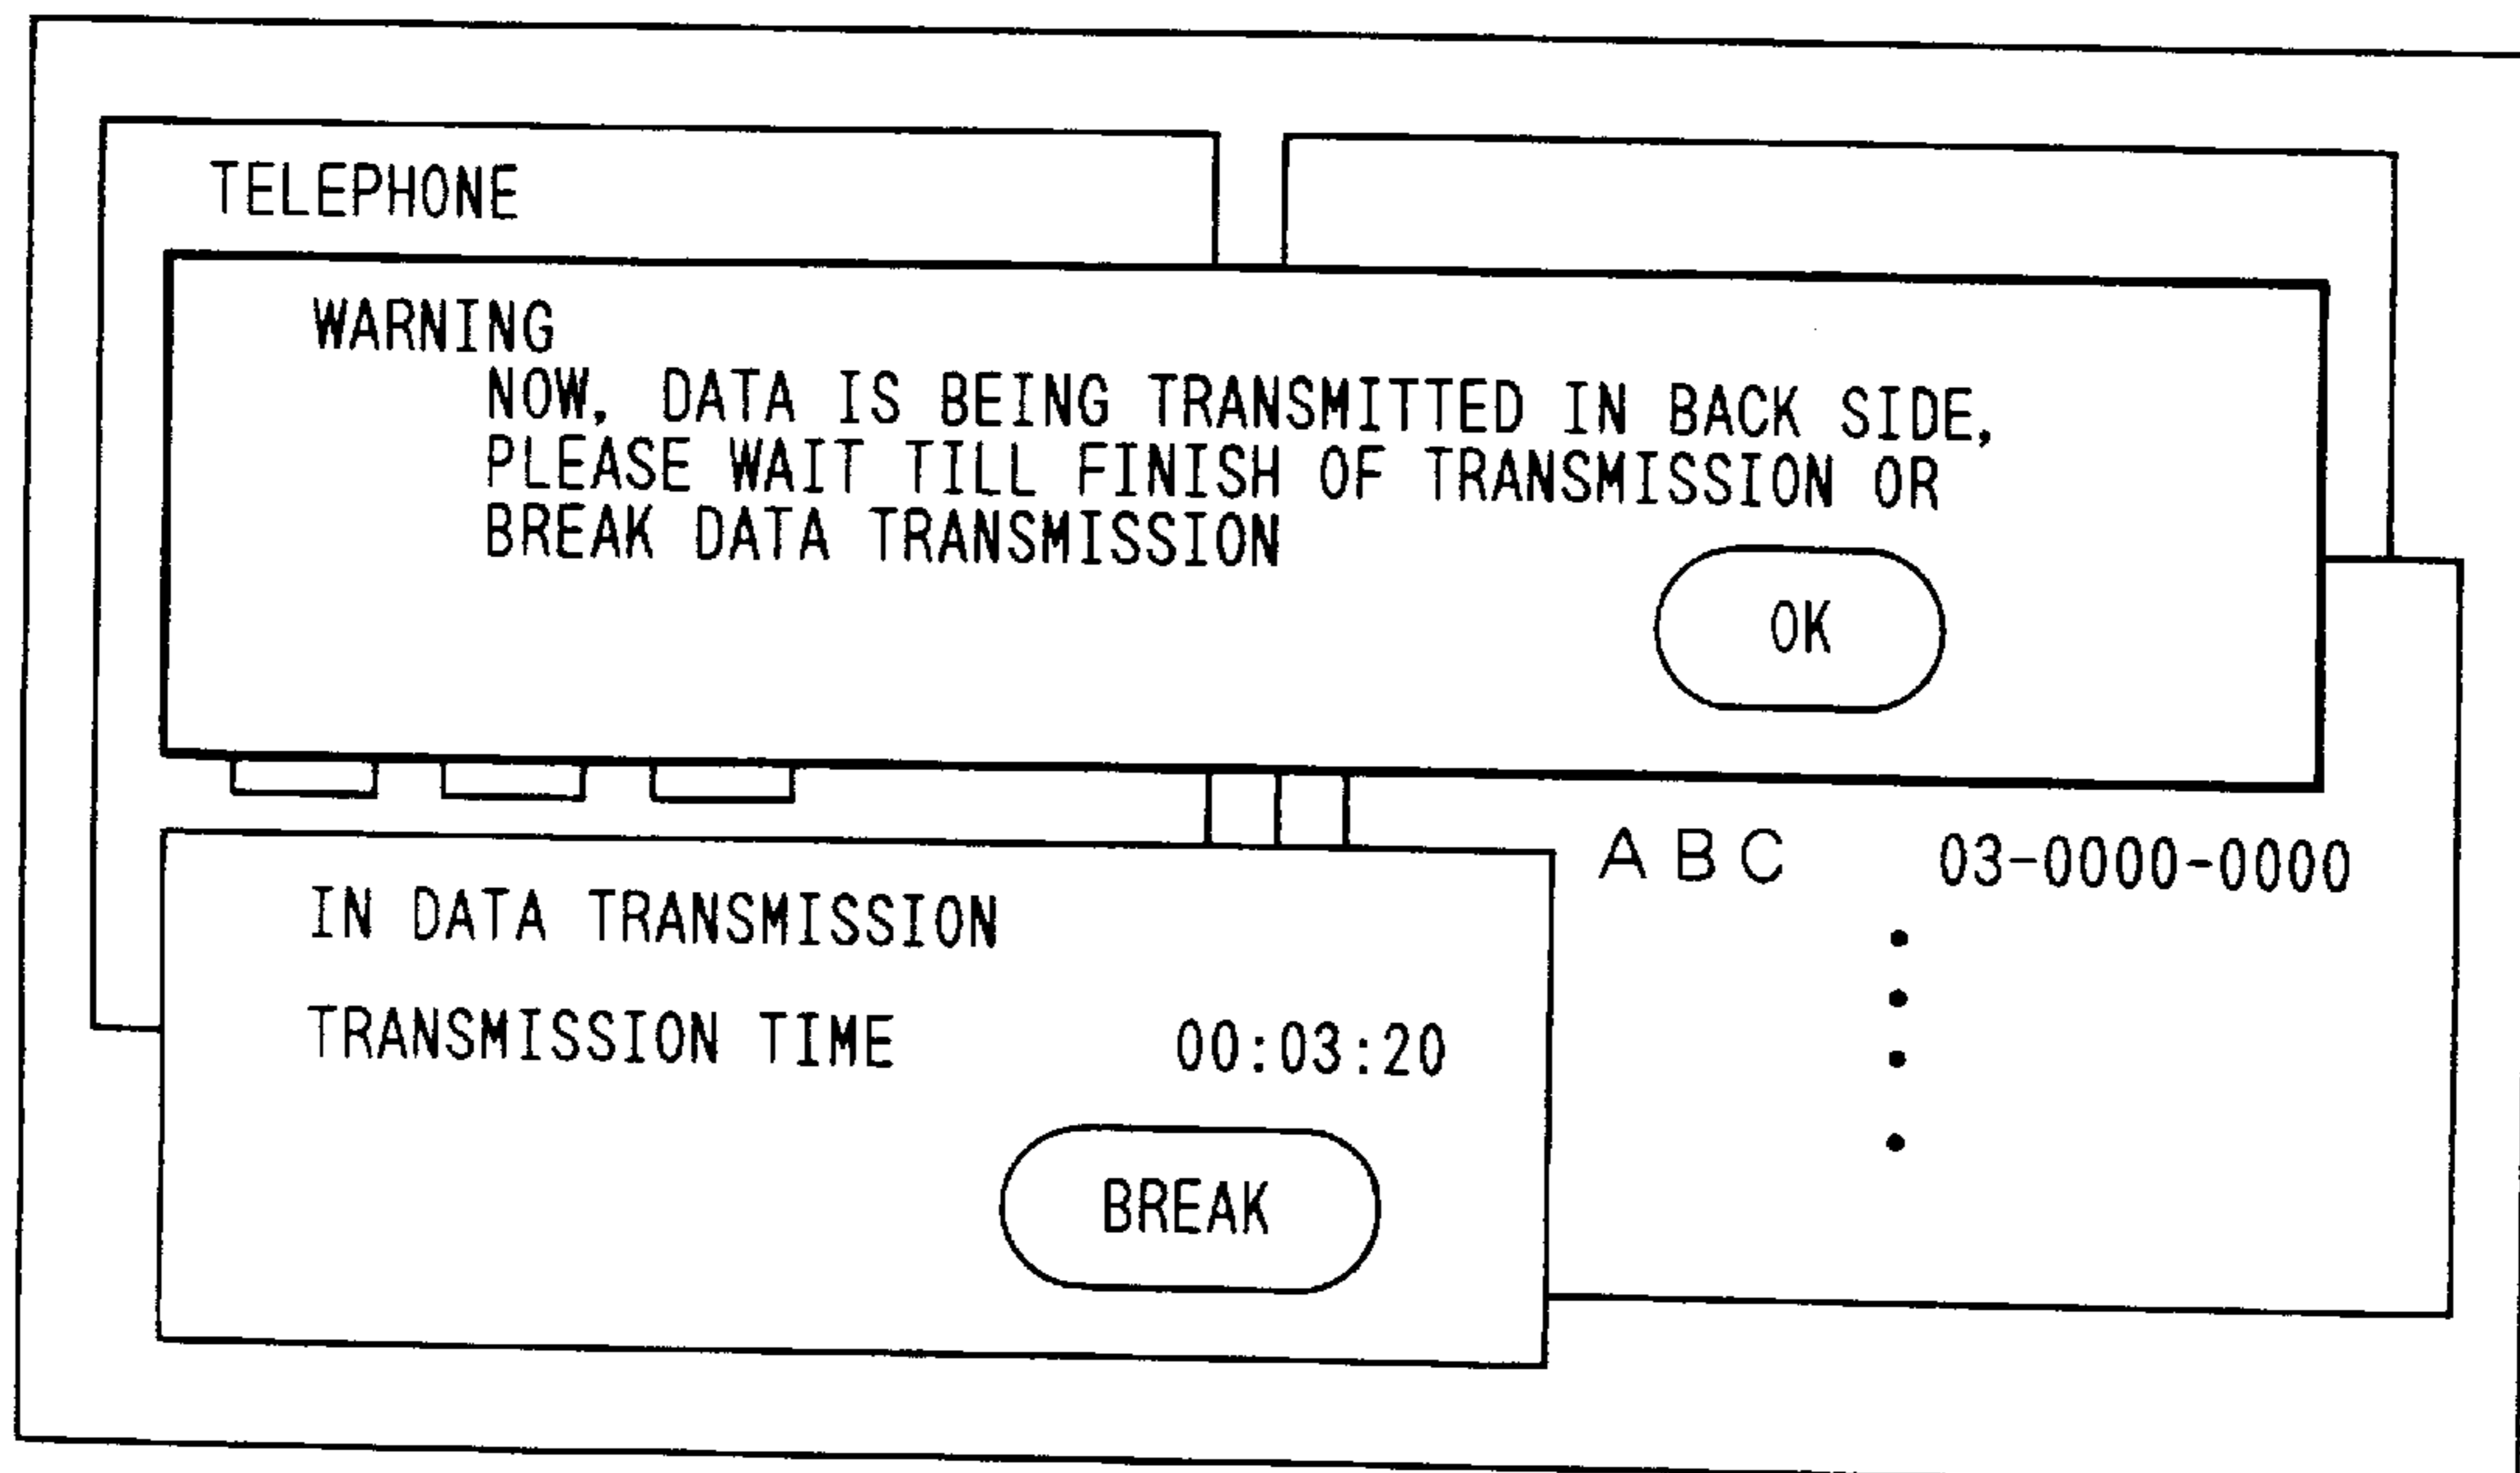 TELEPHONE
WARNING
NOW, DATA IS BEING TRANSMITTED IN BACK SIDE,
PLEASE WAIT TILL FINISH OF TRANSMISSION OR
BREAK DATA TRANSMISSION
OK
ABC 03-0000-0000
IN DATA TRANSMISSION
TRANSMISSION TIME 00:03:20
BREAK